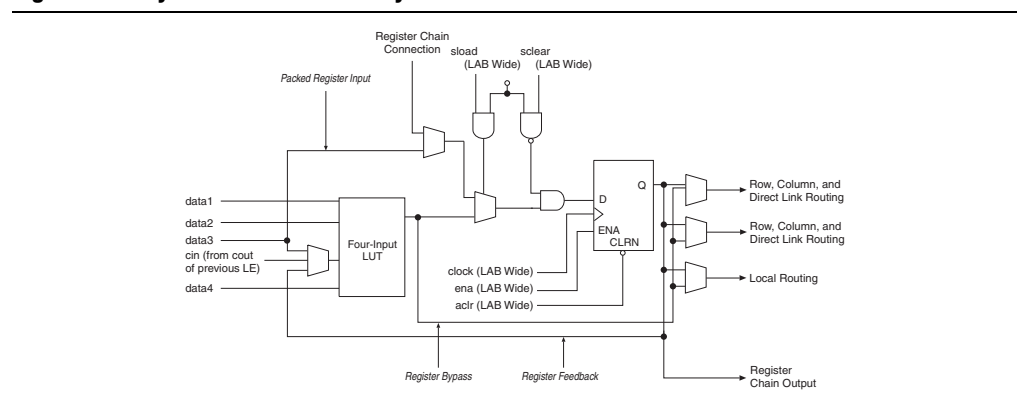 Register Chain
Connection
sload
(LAB Wide)
sclear
(LAB Wide)
Packed Register Input
data1
data2
data3
cin (from cout
of previous LE)
data4
Four-Input
LUT
Q
D
ENA
CLRN
clock (LAB Wide)
ena (LAB Wide)
aclr (LAB Wide)
Row, Column, and
Direct Link Routing
Row, Column, and
Direct Link Routing
Local Routing
Register Bypass
Register Feedback
Register
Chain Output